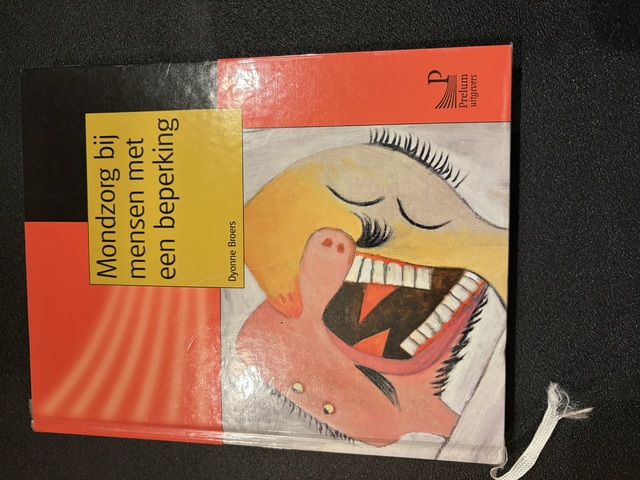 Mondzorg bij
mensen met
een beperking
Dyonne Broers
P
Prelum
uitgevers